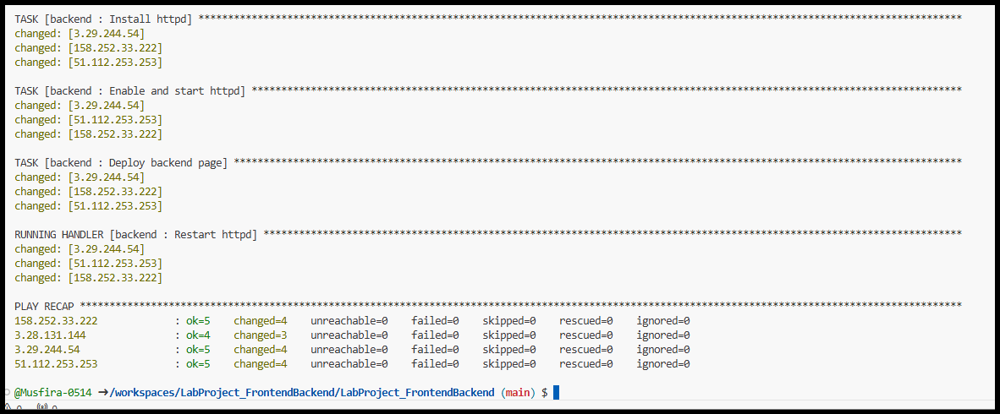 TASK [backend : Install httpd] *********************************************************************************************************************************
changed: [3.29.244.54]
changed: [158.252.33.222]
changed: [51.112.253.253]
TASK [backend : Enable and start httpd] ************************************************************************************************************************
changed: [3.29.244.54]
changed: [51.112.253.253]
changed: [158.252.33.222]
TASK [backend : Deploy backend page] ***************************************************************************************************************************
changed: [3.29.244.54]
changed: [158.252.33.222]
changed: [51.112.253.253]
RUNNING HANDLER [backend : Restart httpd] **********************************************************************************************************************
changed: [3.29.244.54]
changed: [51.112.253.253]
changed: [158.252.33.222]
PLAY RECAP *****************************************************************************************************************************************************
158.252.33.222             : ok=5    changed=4    unreachable=0    failed=0    skipped=0    rescued=0    ignored=0
3.28.131.144               : ok=4    changed=3    unreachable=0    failed=0    skipped=0    rescued=0    ignored=0
3.29.244.54                : ok=5    changed=4    unreachable=0    failed=0    skipped=0    rescued=0    ignored=0
51.112.253.253             : ok=5    changed=4    unreachable=0    failed=0    skipped=0    rescued=0    ignored=0
@Musfira-0514 ➜/workspaces/LabProject_FrontendBackend/LabProject_FrontendBackend (main) $